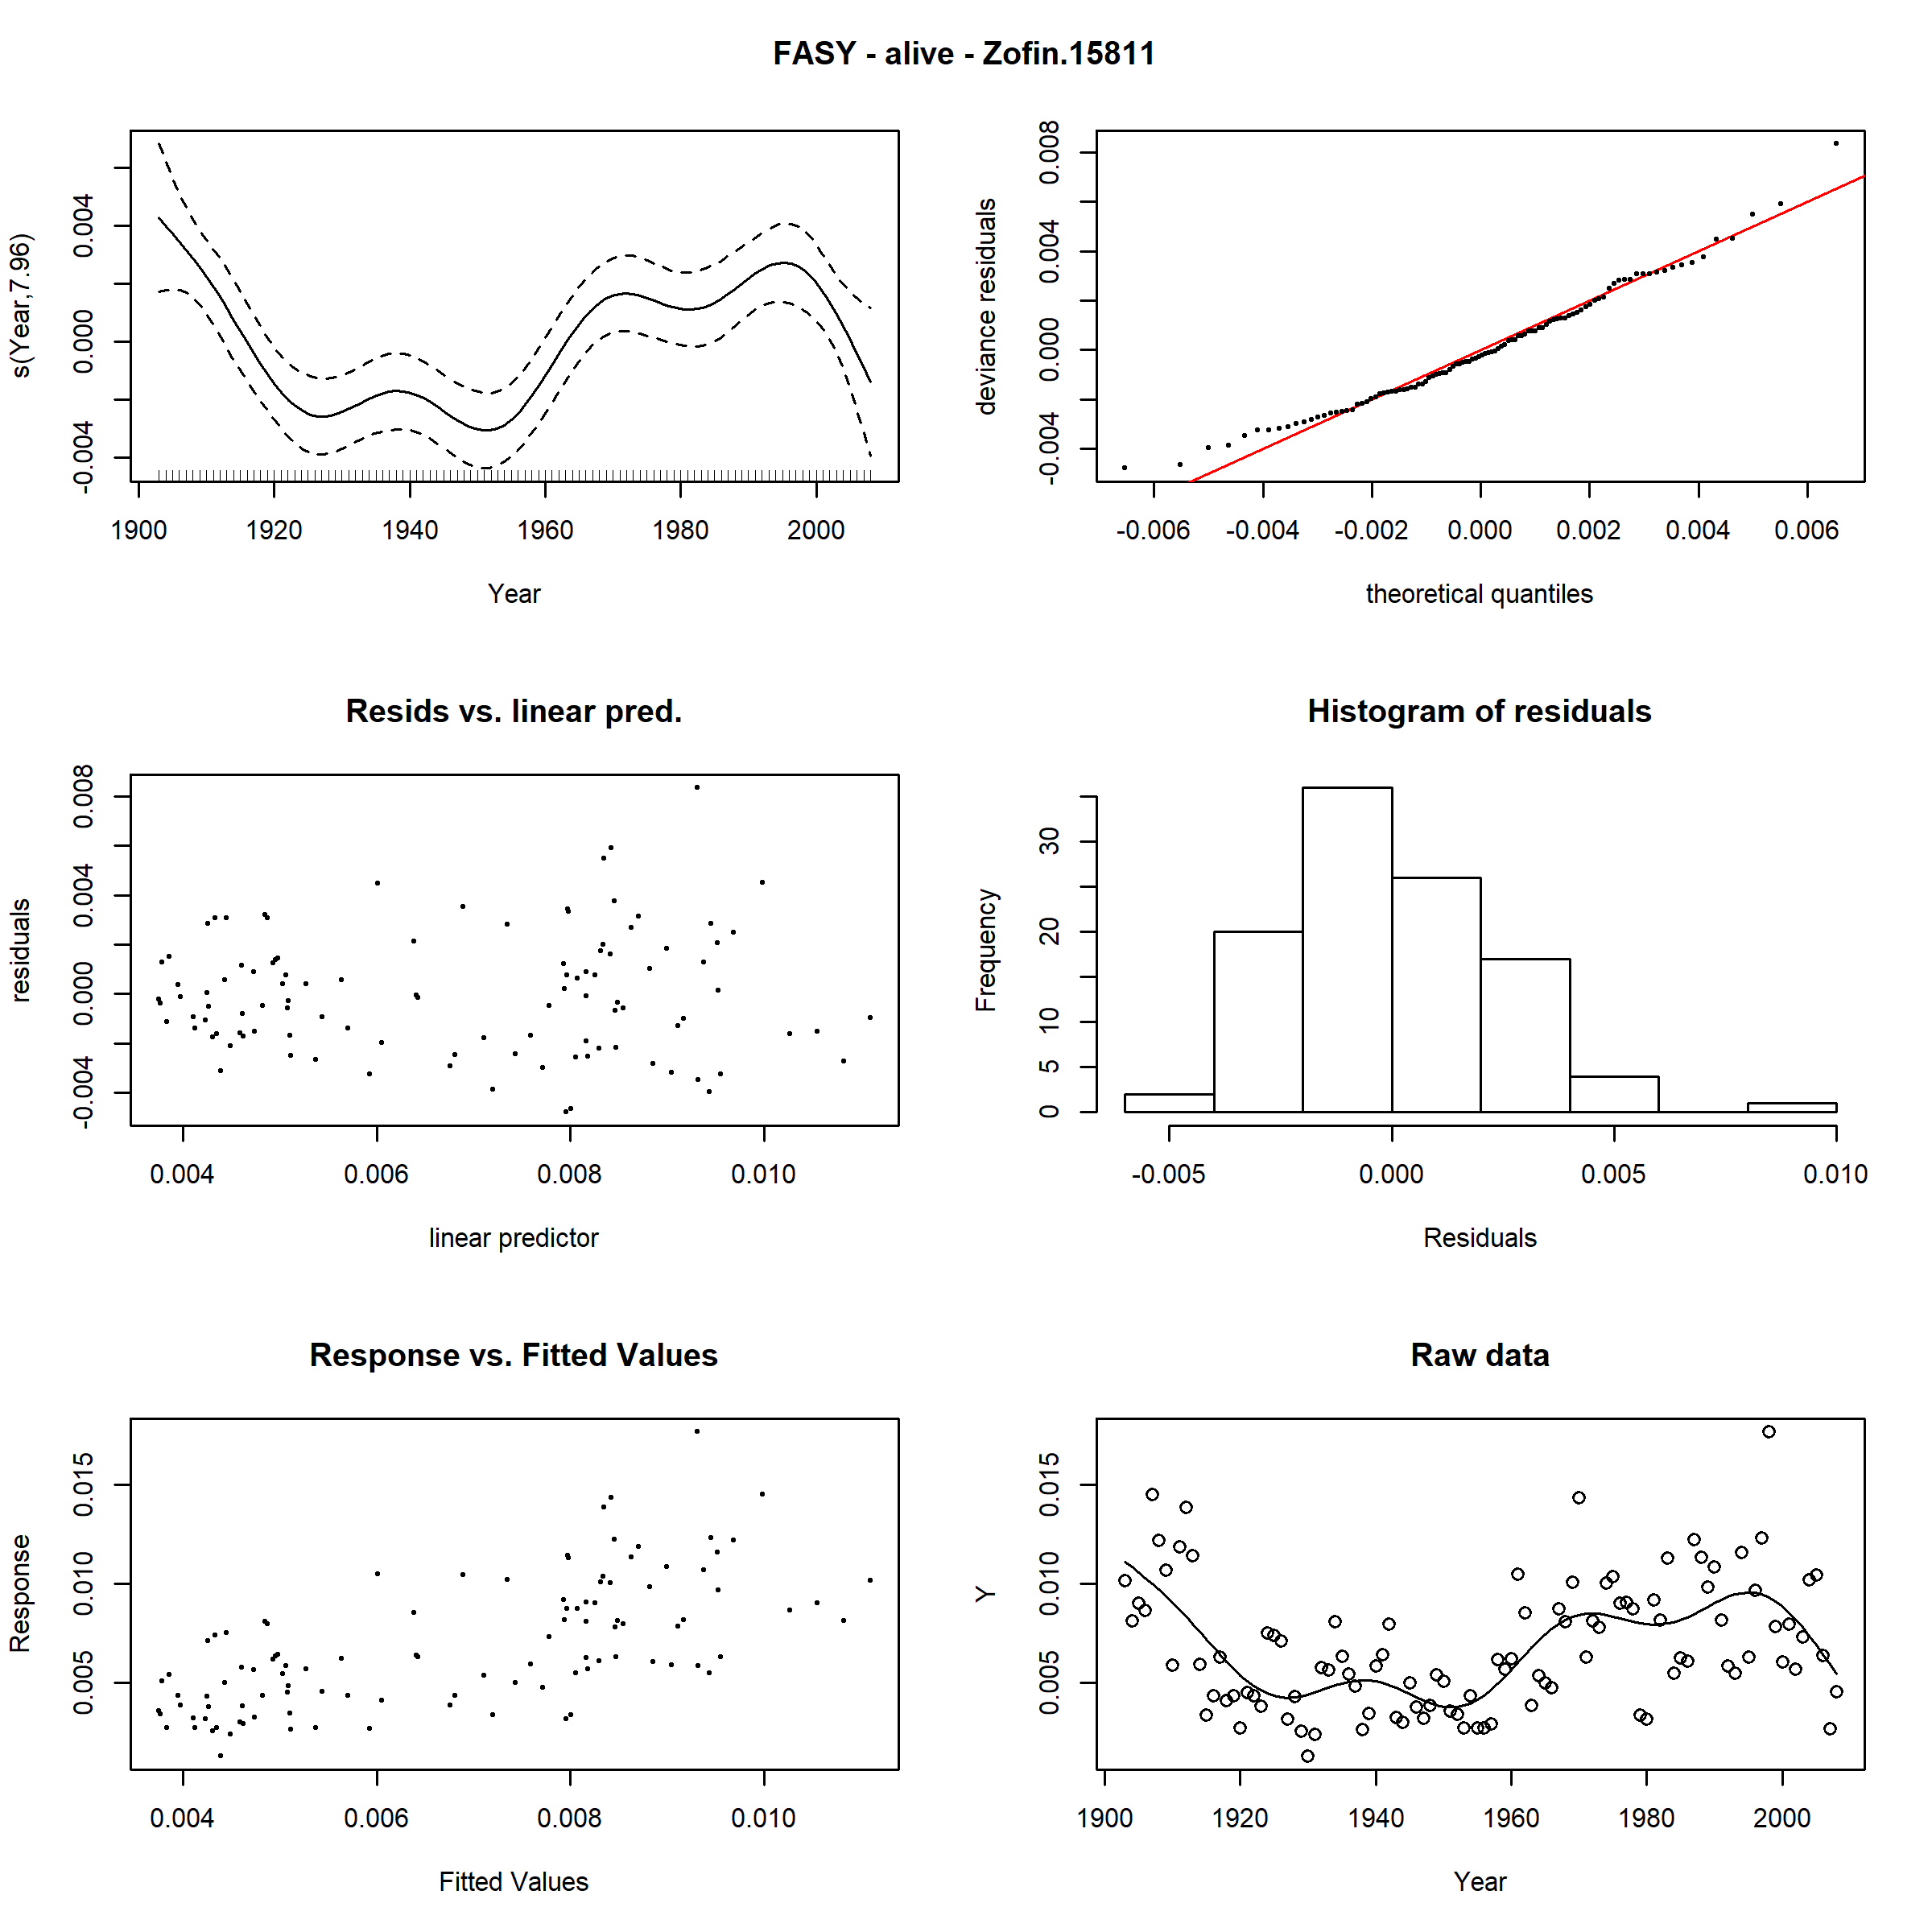 FASY - alive - Zofin.15811
s(Year,7.96)
-0.004 0.000 0.004
1900 1920 1940 1960 1980 2000
Year
deviance residuals
-0.004 0.000 0.004 0.008
-0.006 -0.004 -0.002 0.000 0.002 0.004 0.006
theoretical quantiles
Resids vs. linear pred.
residuals
-0.004 0.000 0.004 0.008
0.004 0.006 0.008 0.010
linear predictor
Histogram of residuals
Frequency
0 5 10 20 30
-0.005 0.000 0.005 0.010
Residuals
Response vs. Fitted Values
Response
0.005 0.010 0.015
0.004 0.006 0.008 0.010
Fitted Values
Raw data
Y
0.005 0.010 0.015
1900 1920 1940 1960 1980 2000
Year